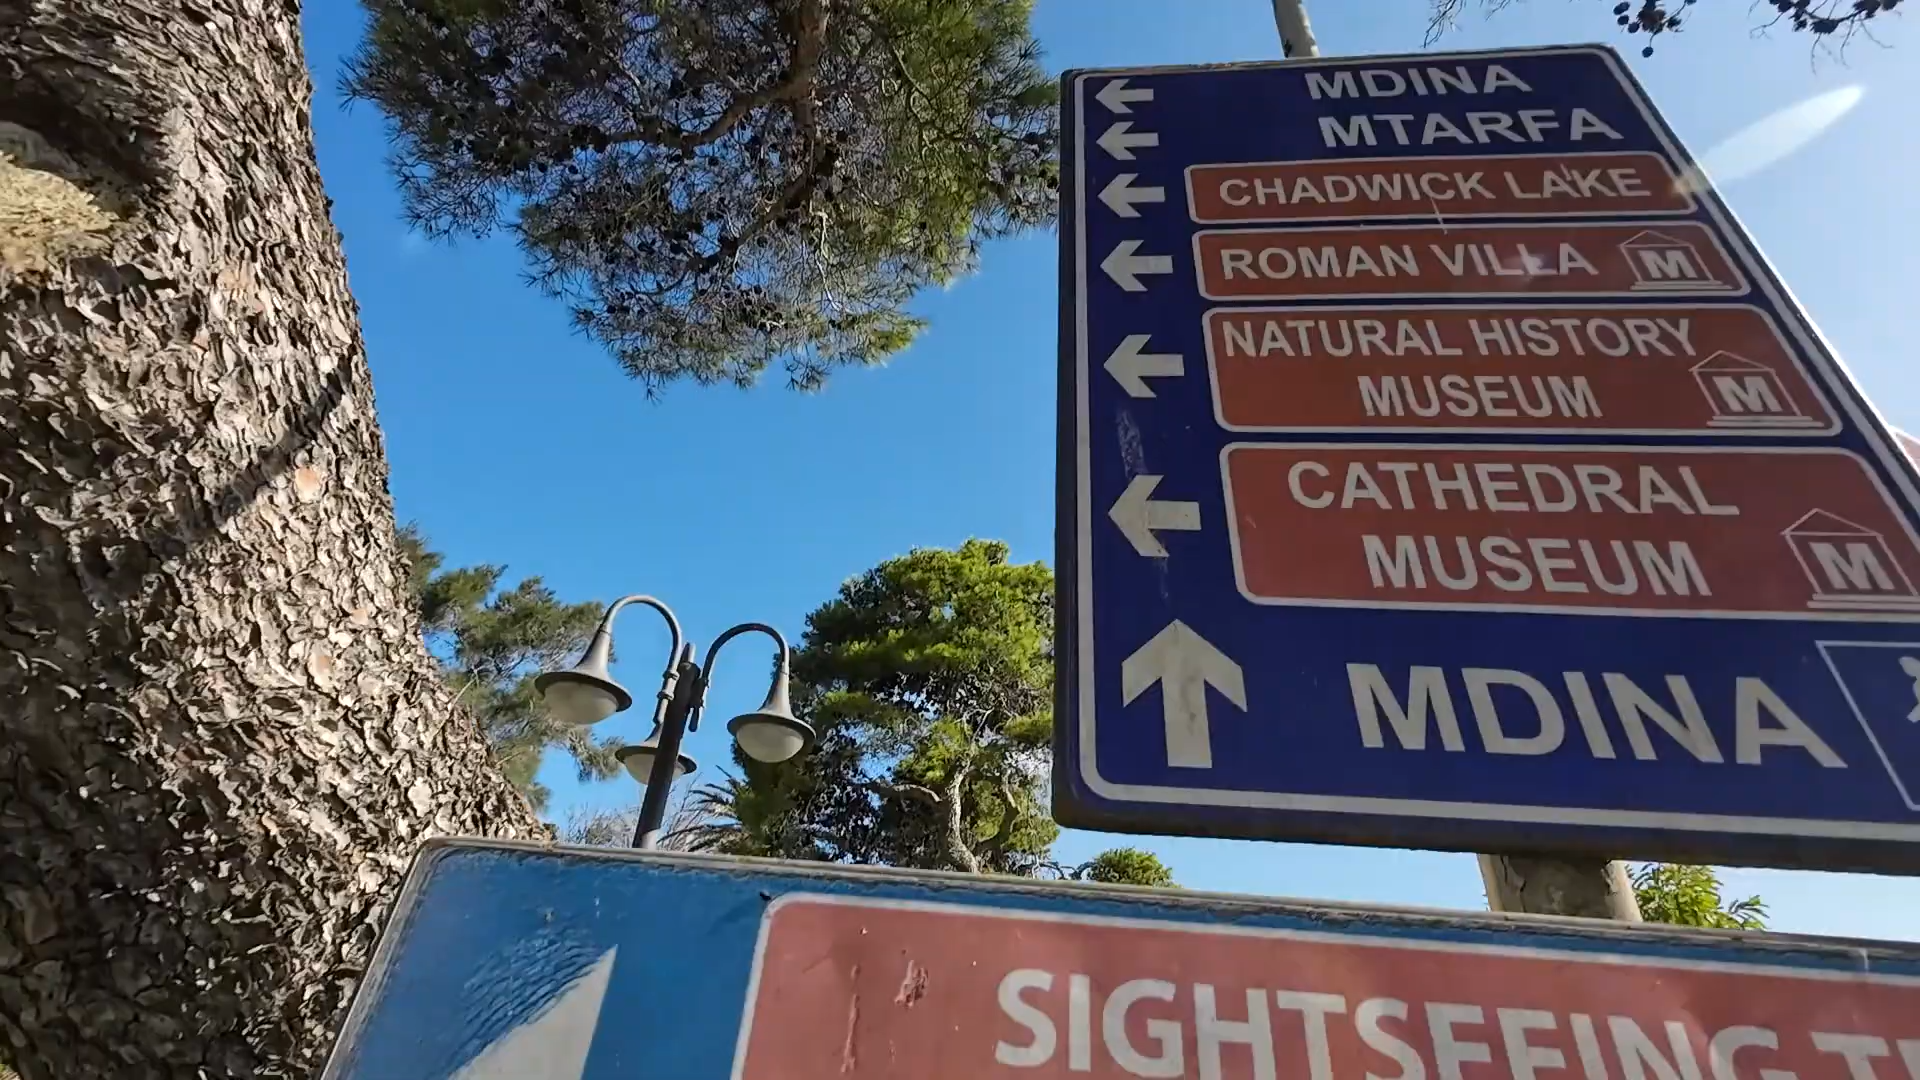 MDINA
MTARFA
CHADWICK LAKE
ROMAN VILLA M
NATURAL HISTORY
MUSEUM M
CATHEDRAL
MUSEUM M
MDINA
SIGHTSEEING